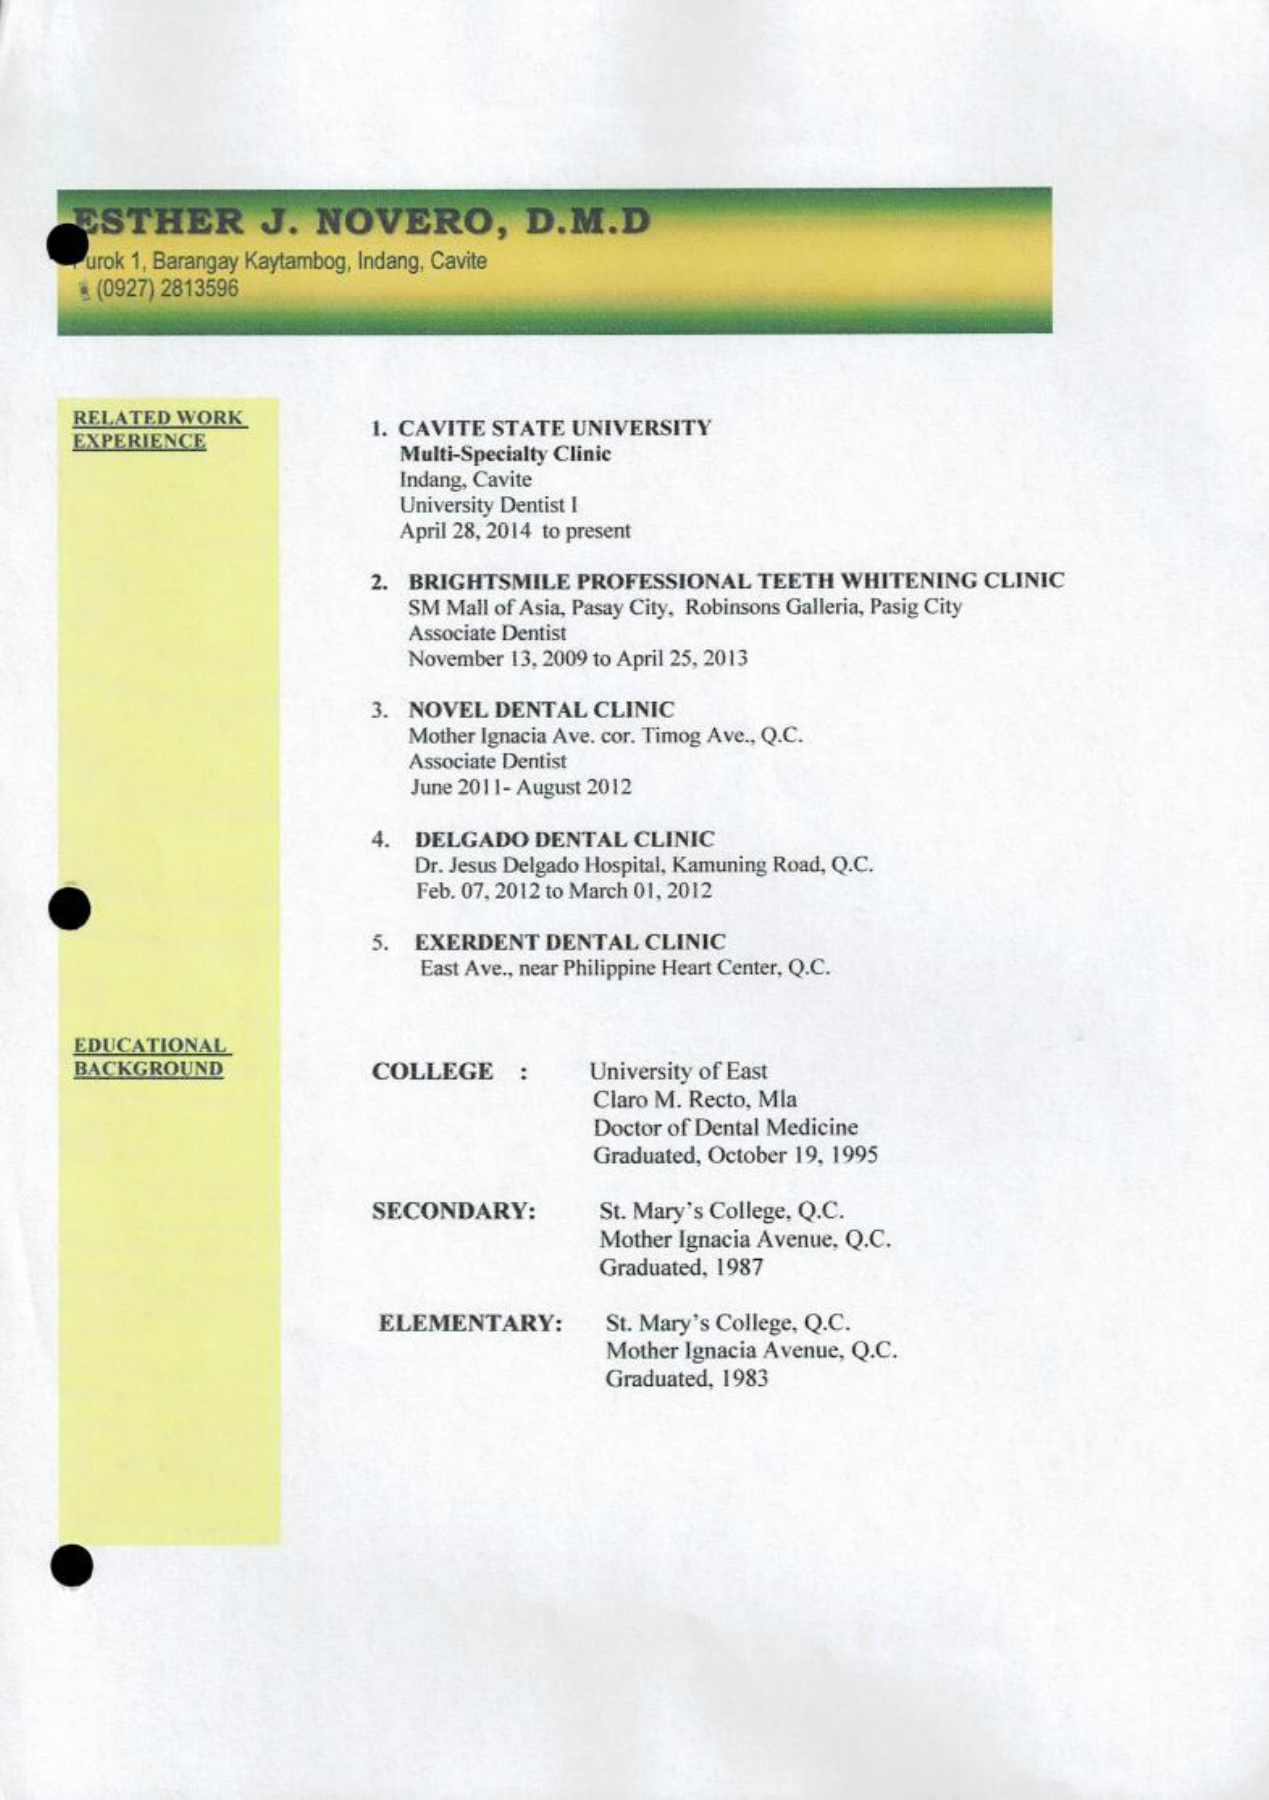 ESTHER J. NOVERO, D.M.D
urok 1, Barangay Kaytambog, Indang, Cavite
(0927) 2813596
RELATED WORK
EXPERIENCE
1. CAVITE STATE UNIVERSITY
Multi-Specialty Clinic
Indang, Cavite
University Dentist I
April 28, 2014 to present
2. BRIGHTSMILE PROFESSIONAL TEETH WHITENING CLINIC
SM Mall of Asia, Pasay City, Robinsons Galleria, Pasig City
Associate Dentist
November 13, 2009 to April 25, 2013
3. NOVEL DENTAL CLINIC
Mother Ignacia Ave. cor. Timog Ave., Q.C.
Associate Dentist
June 2011- August 2012
4. DELGADO DENTAL CLINIC
Dr. Jesus Delgado Hospital, Kamuning Road, Q.C.
Feb. 07, 2012 to March 01, 2012
5. EXERDENT DENTAL CLINIC
East Ave., near Philippine Heart Center, Q.C.
EDUCATIONAL
BACKGROUND
COLLEGE : University of East
Claro M. Recto, Mla
Doctor of Dental Medicine
Graduated, October 19, 1995
SECONDARY: St. Mary's College, Q.C.
Mother Ignacia Avenue, Q.C.
Graduated, 1987
ELEMENTARY: St. Mary's College, Q.C.
Mother Ignacia Avenue, Q.C.
Graduated, 1983